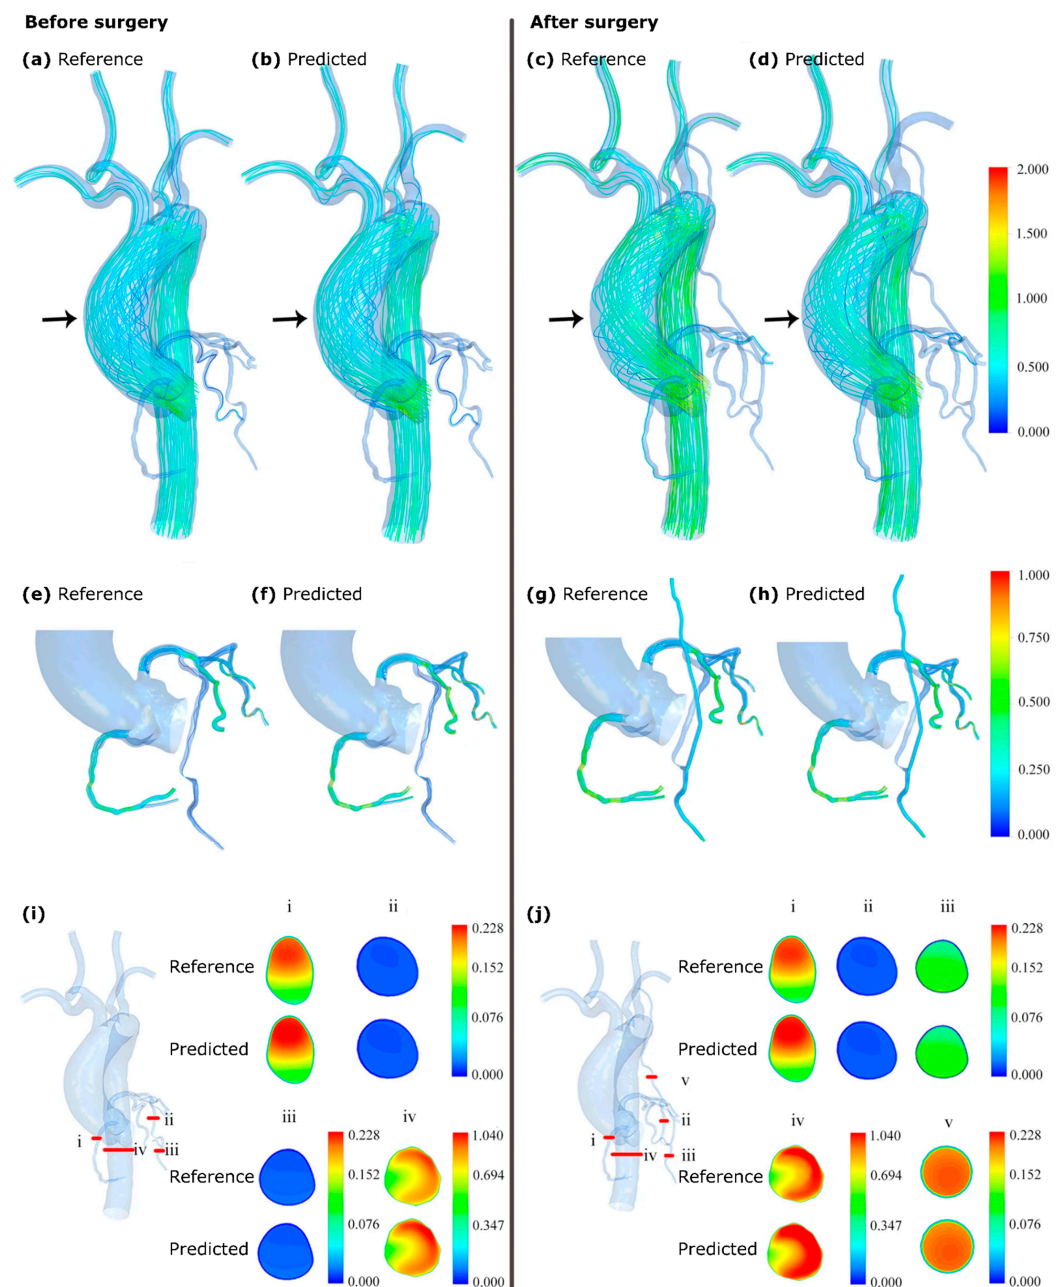 Before surgery
After surgery
(a) Reference
(b) Predicted
(c) Reference
(d) Predicted
2.000
1.500
1.000
0.500
0.000
(e) Reference
(f) Predicted
(g) Reference
(h) Predicted
1.000
0.750
0.500
0.250
0.000
(i)
i
ii
Reference
Predicted
0.228
0.152
0.076
0.000
i
ii
iii
iv
iii
iv
Reference
Predicted
0.228
0.152
0.076
0.000
1.040
0.694
0.347
0.000
(j)
i
ii
iii
Reference
Predicted
0.228
0.152
0.076
0.000
v
ii
i
iv
iii
iv
v
Reference
Predicted
1.040
0.694
0.347
0.000
0.228
0.152
0.076
0.000